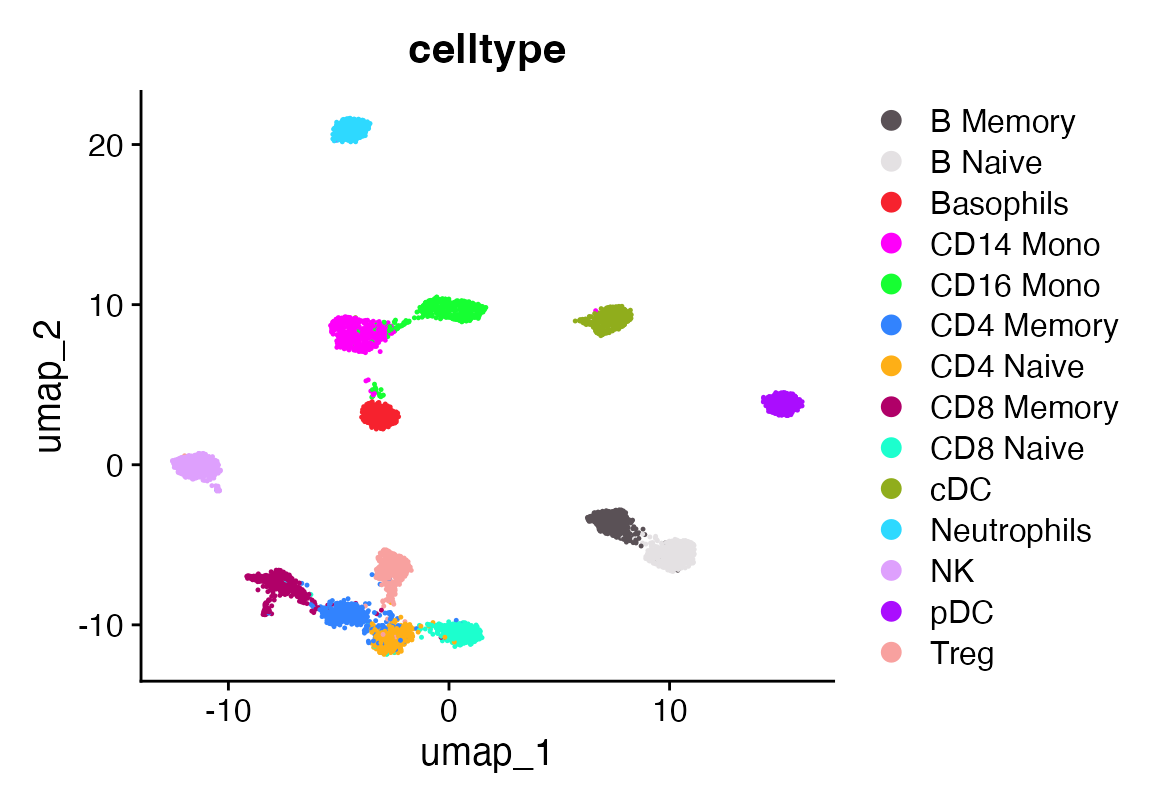 celltype
umap_2
20
10
0
-10
-10
0
10
umap_1
B Memory
B Naive
Basophils
CD14 Mono
CD16 Mono
CD4 Memory
CD4 Naive
CD8 Memory
CD8 Naive
cDC
Neutrophils
NK
pDC
Treg